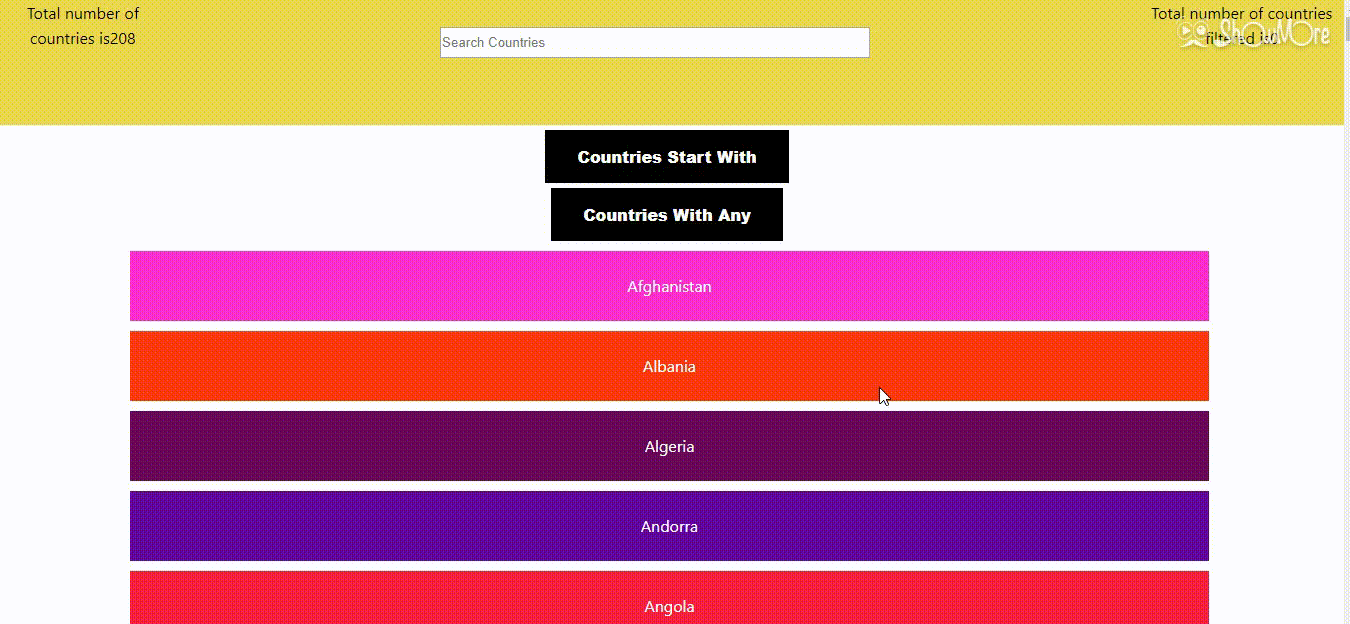 Total number of
countries is208
Search Countries
Total number of countries
filtered is0
ShowMore
Countries Start With
Countries With Any
Afghanistan
Albania
Algeria
Andorra
Angola